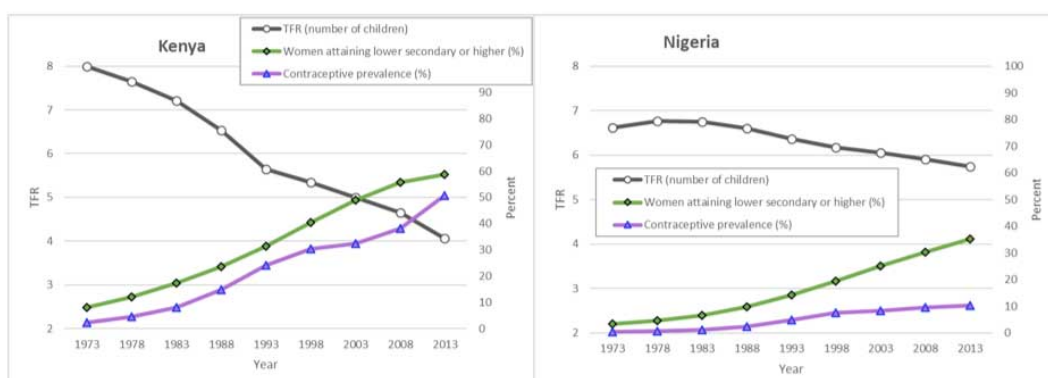 Kenya
TFR (number of children)
Women attaining lower secondary or higher (%)
Contraceptive prevalence (%)
8
7
6
5
4
3
2
TFR
90
80
70
60
50
40
30
20
10
0
Percent
1973 1978 1983 1988 1993 1998 2003 2008 2013
Year
Nigeria
8
7
6
5
4
3
2
TFR
TFR (number of children)
Women attaining lower secondary or higher (%)
Contraceptive prevalence (%)
100
90
80
70
60
50
40
30
20
10
0
Percent
1973 1978 1983 1988 1993 1998 2003 2008 2013
Year